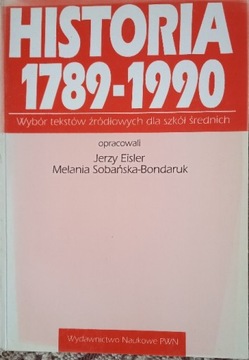 HISTORIA
1789-1990
Wybór tekstów źródłowych dla szkół średnich
opracowali
Jerzy Eisler
Melania Sobańska-Bondaruk
Wydawnictwo Naukowe PWN